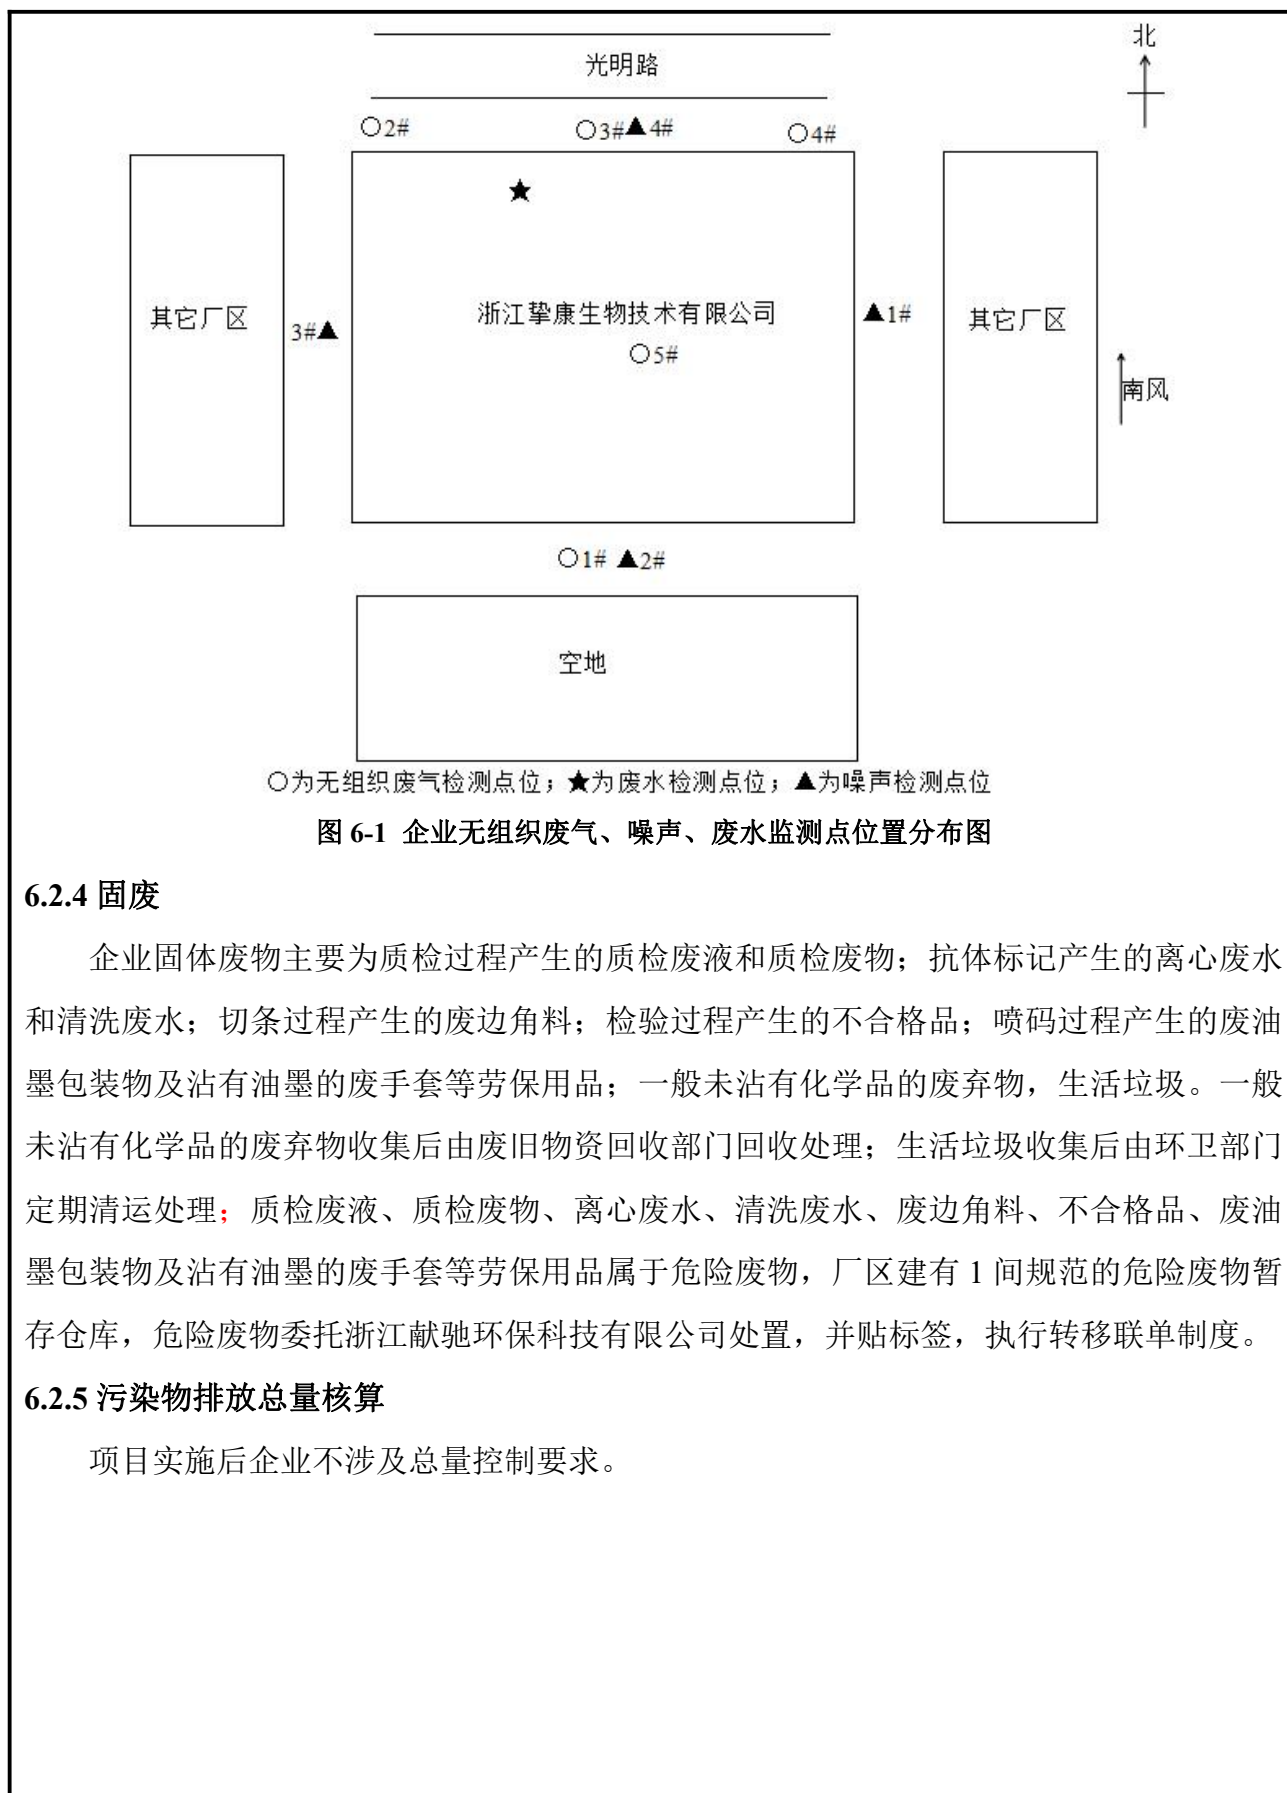 北
光明路
○2#
○3#▲4#
○4#
★
其它厂区
3#▲
浙江挚康生物技术有限公司
○5#
▲1#
其它厂区
南风
○1# ▲2#
空地
○为无组织废气检测点位；★为废水检测点位；▲为噪声检测点位
图 6-1 企业无组织废气、噪声、废水监测点位置分布图
6.2.4 固废
企业固体废物主要为质检过程产生的质检废液和质检废物；抗体标记产生的离心废水
和清洗废水；切条过程产生的废边角料；检验过程产生的不合格品；喷码过程产生的废油
墨包装物及沾有油墨的废手套等劳保用品；一般未沾有化学品的废弃物，生活垃圾。一般
未沾有化学品的废弃物收集后由废旧物资回收部门回收处理；生活垃圾收集后由环卫部门
定期清运处理；质检废液、质检废物、离心废水、清洗废水、废边角料、不合格品、废油
墨包装物及沾有油墨的废手套等劳保用品属于危险废物，厂区建有 1 间规范的危险废物暂
存仓库，危险废物委托浙江献驰环保科技有限公司处置，并贴标签，执行转移联单制度。
6.2.5 污染物排放总量核算
项目实施后企业不涉及总量控制要求。